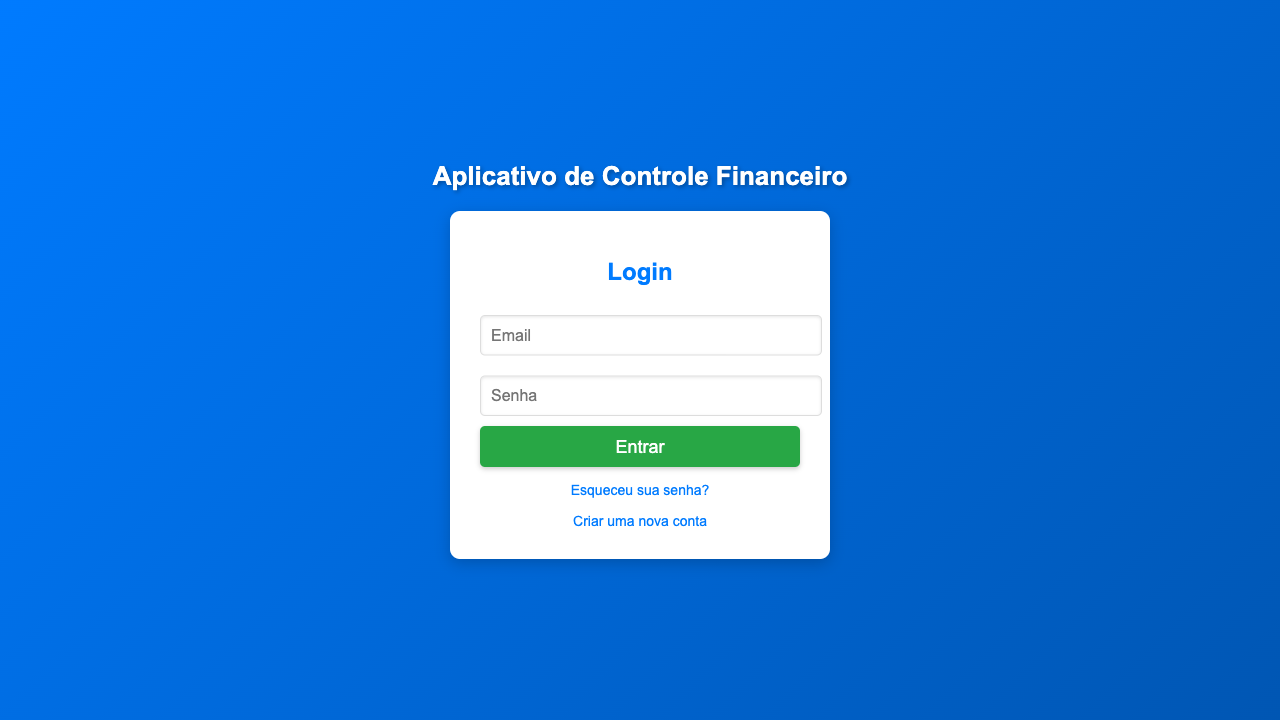 Aplicativo de Controle Financeiro
Login
Email
Senha
Entrar
Esqueceu sua senha?
Criar uma nova conta